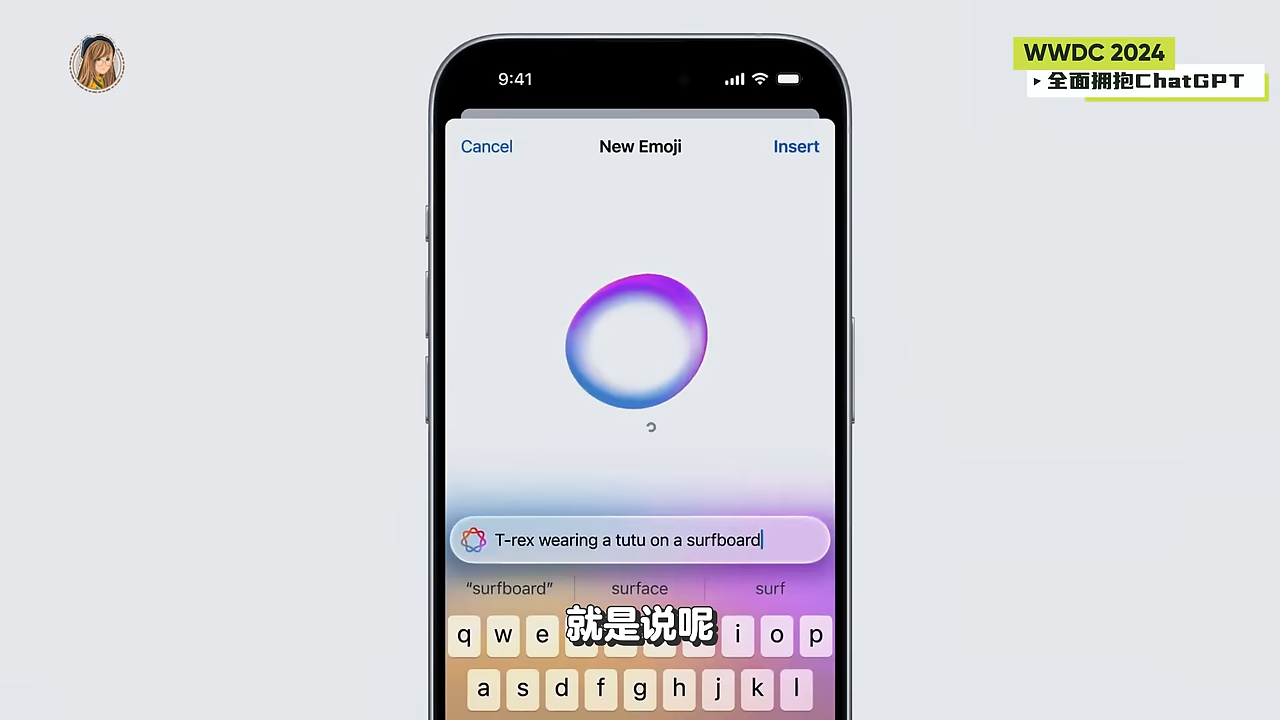 WWDC 2024
全面拥抱ChatGPT
9:41
Cancel New Emoji Insert
T-rex wearing a tutu on a surfboard
“surfboard” surface surf
就是说呢
q w e i o p
a s d f g h j k l